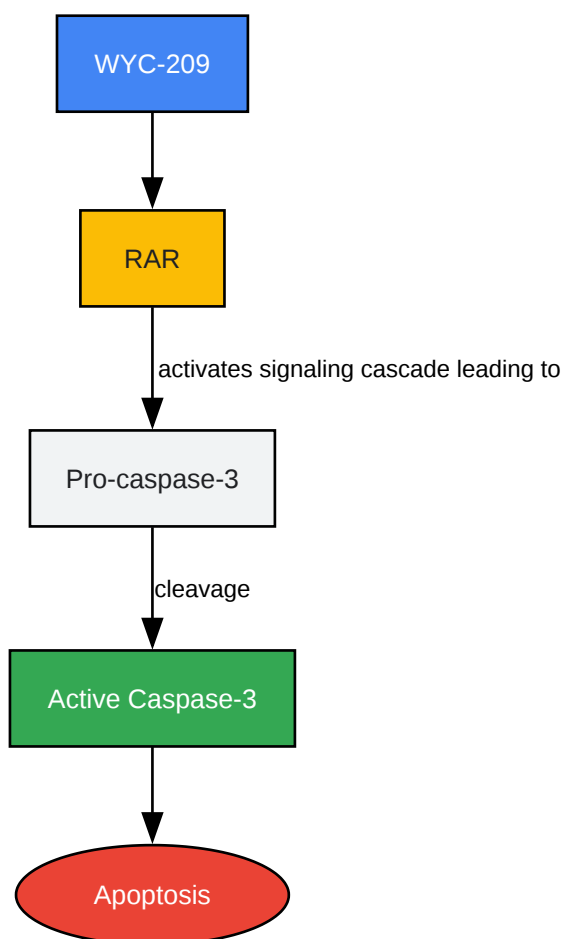 WYC-209
RAR
activates signaling cascade leading to
Pro-caspase-3
cleavage
Active Caspase-3
Apoptosis